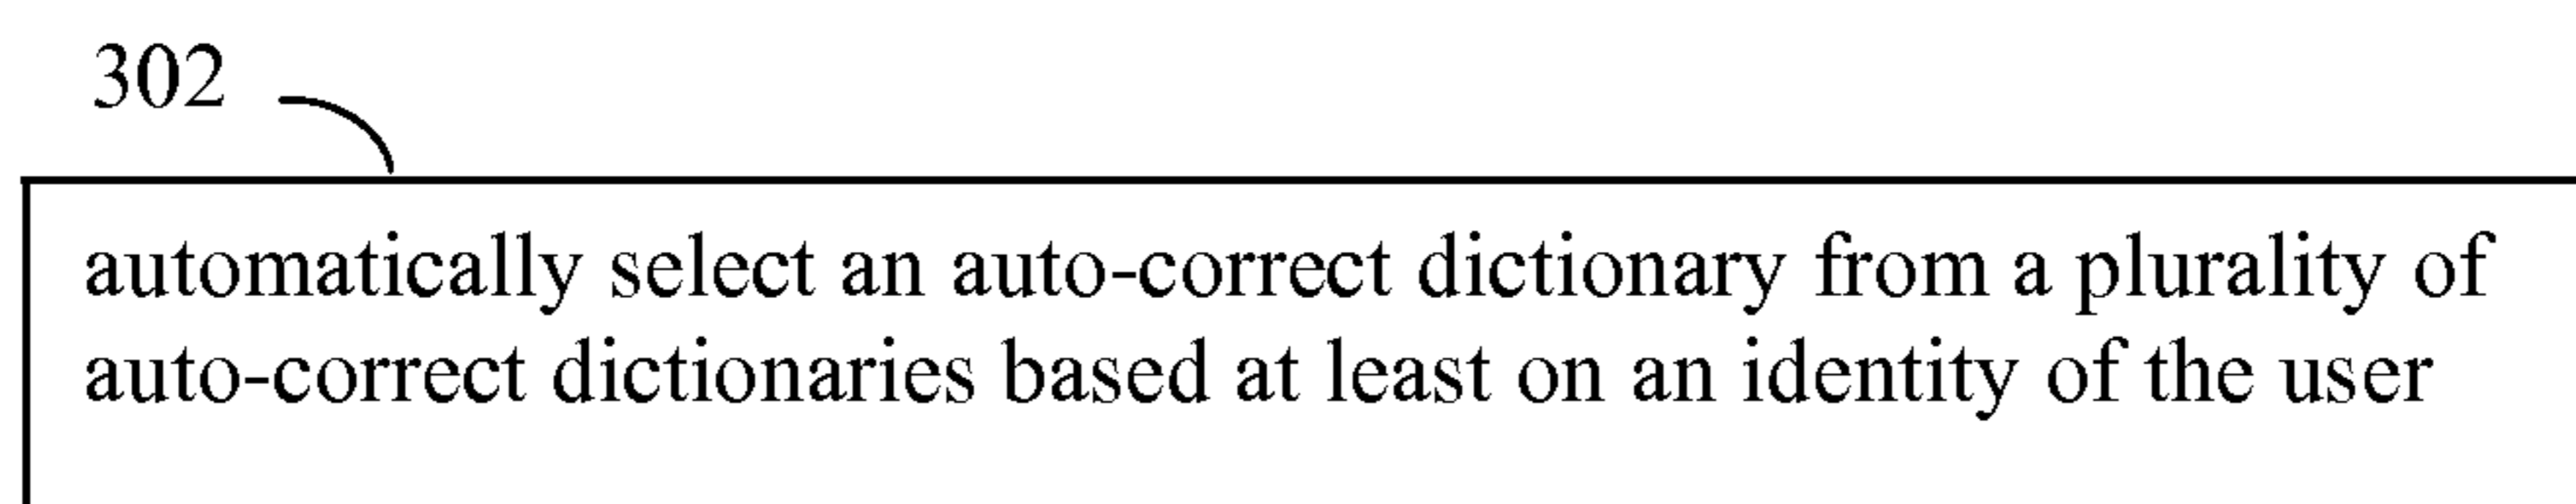 302
automatically select an auto-correct dictionary from a plurality of
auto-correct dictionaries based at least on an identity of the user